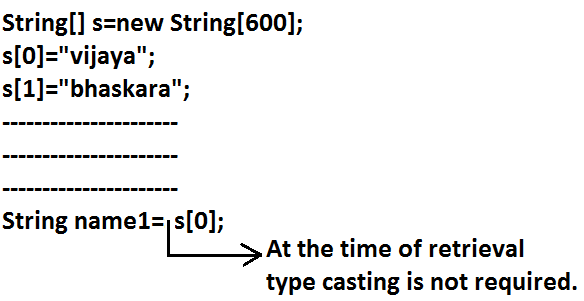 String[] s=new String[600];
s[0]="vijaya";
s[1]="bhaskara";
----------------------
----------------------
----------------------
String name1= s[0];
At the time of retrieval
type casting is not required.